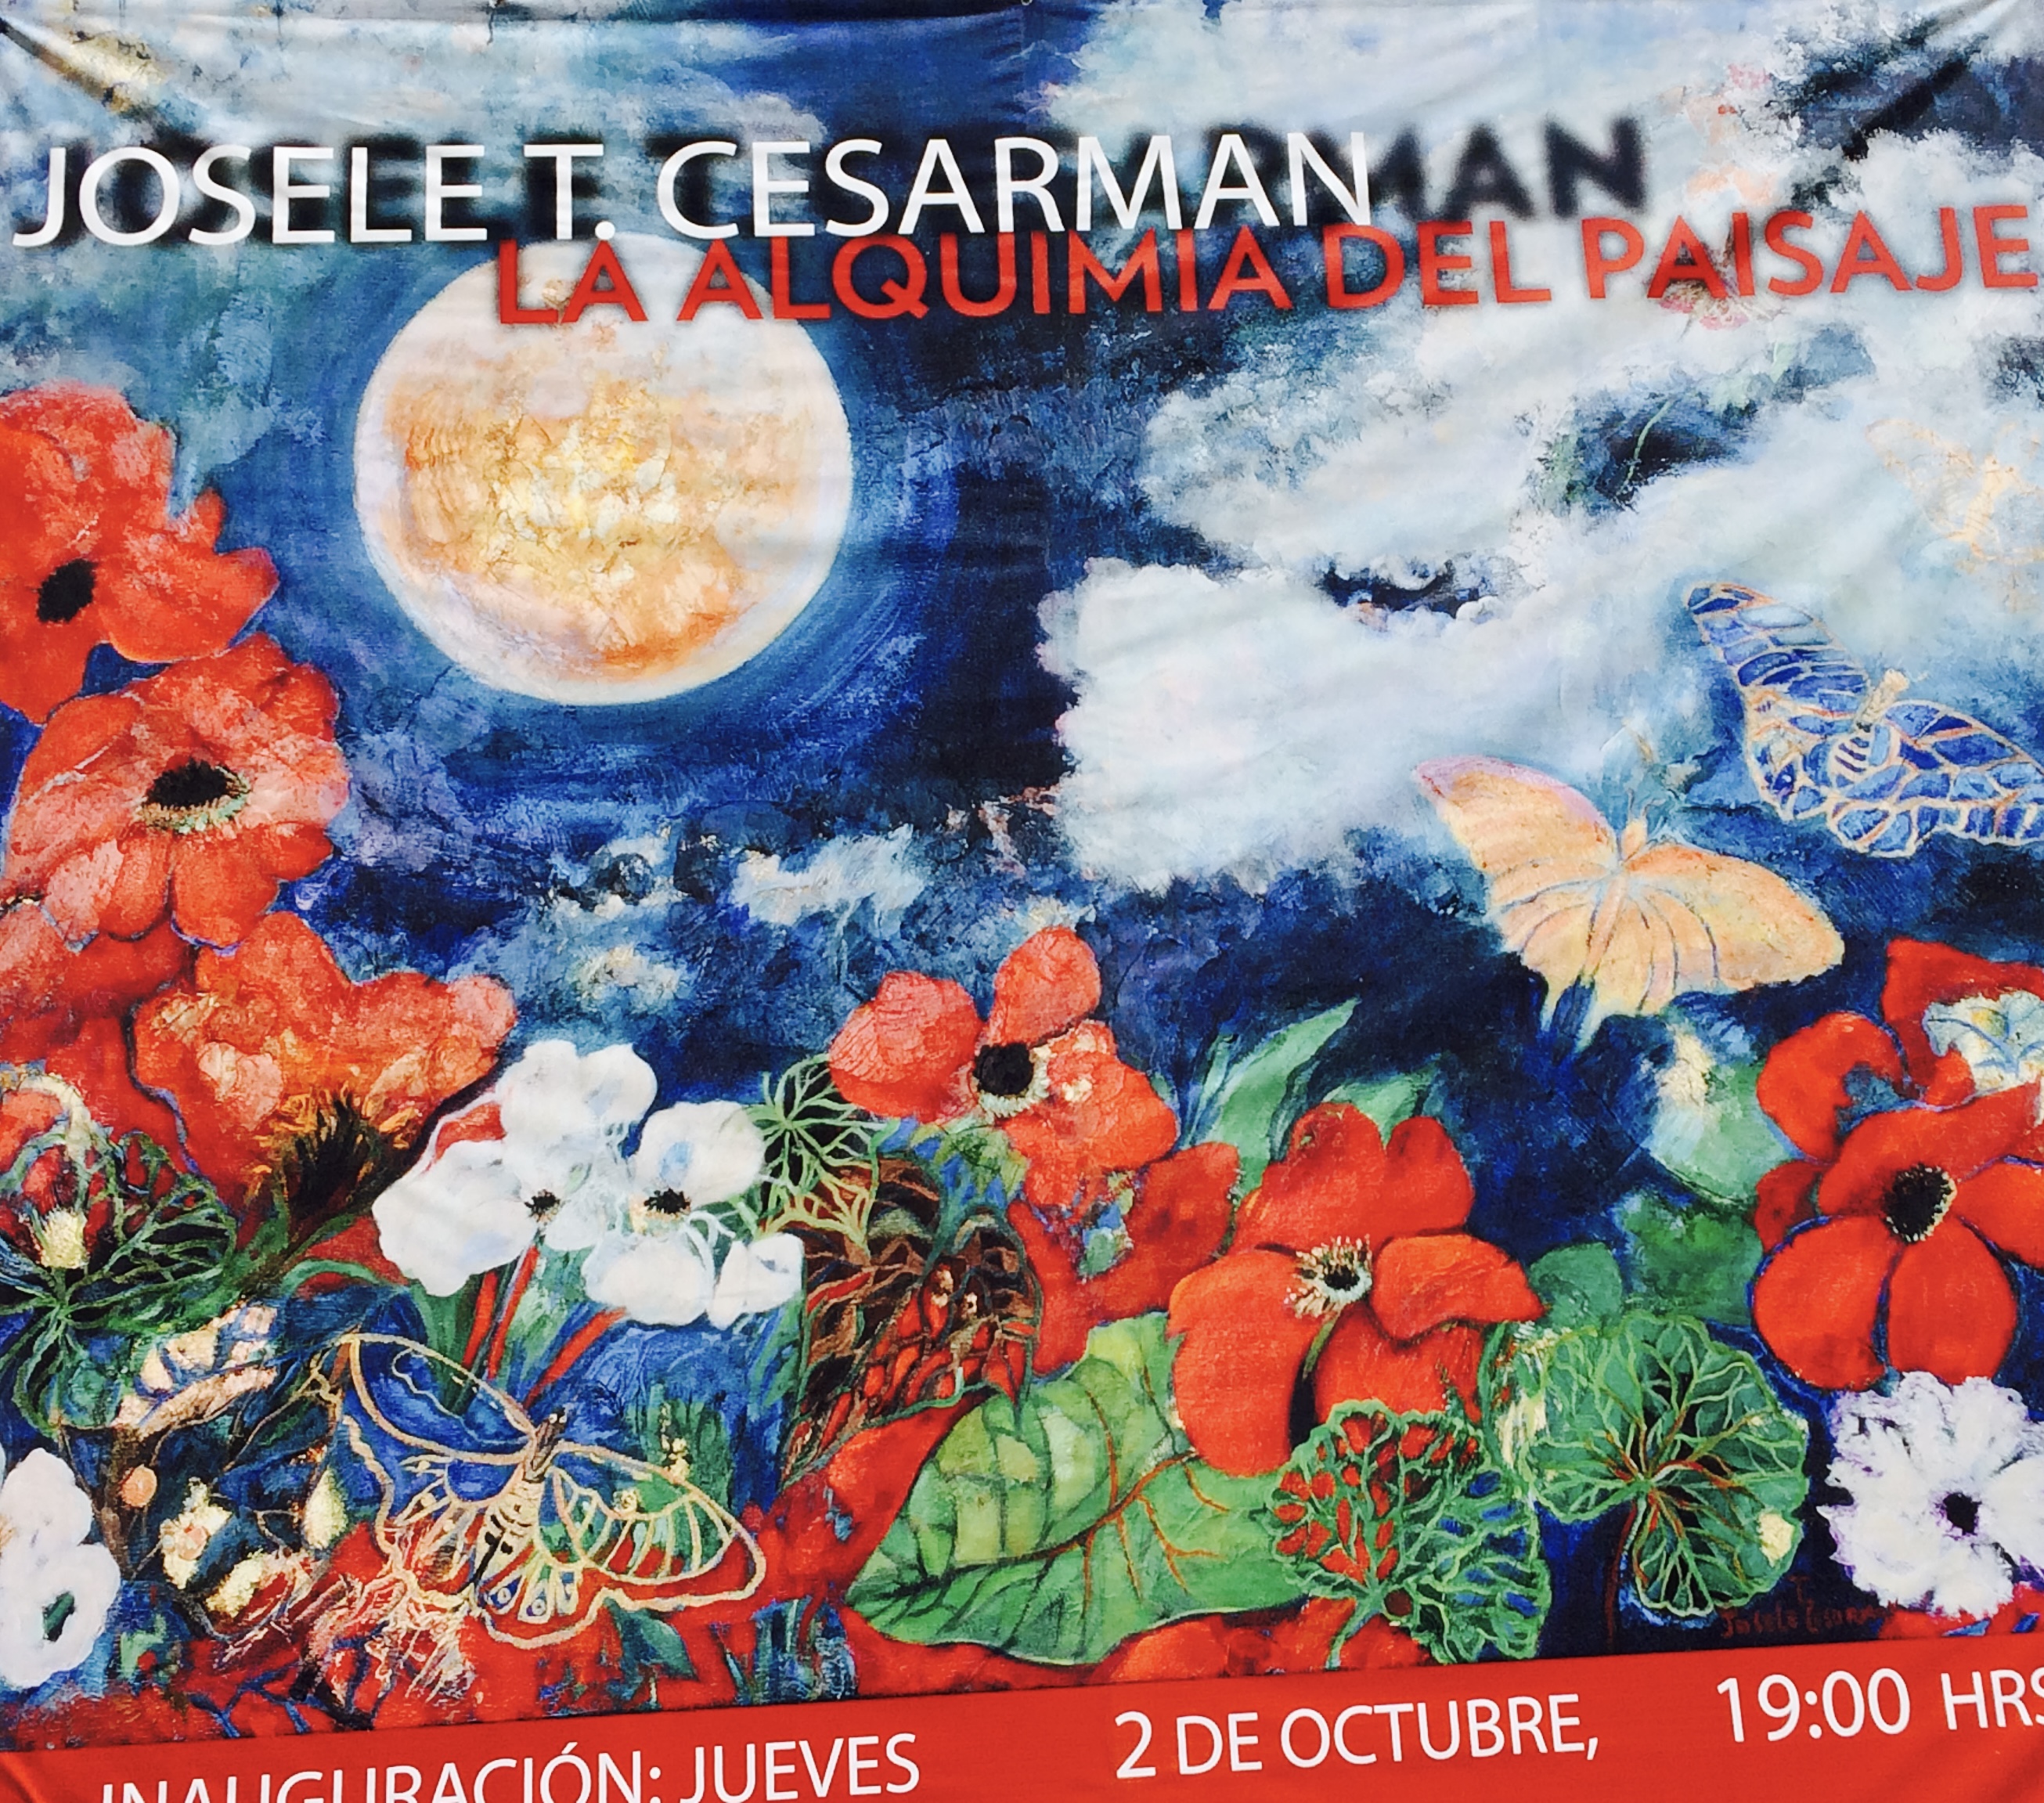 JOSELE T. CESARMAN
LA ALQUIMIA DEL PAISAJE
INAUGURACIÓN: JUEVES 2 DE OCTUBRE, 19:00 HRS